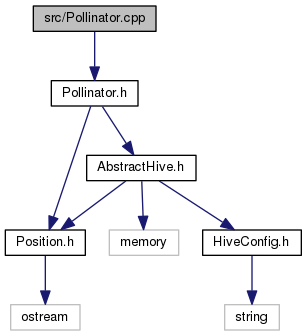 src/Pollinator.cpp
Pollinator.h
AbstractHive.h
Position.h
memory
HiveConfig.h
ostream
string